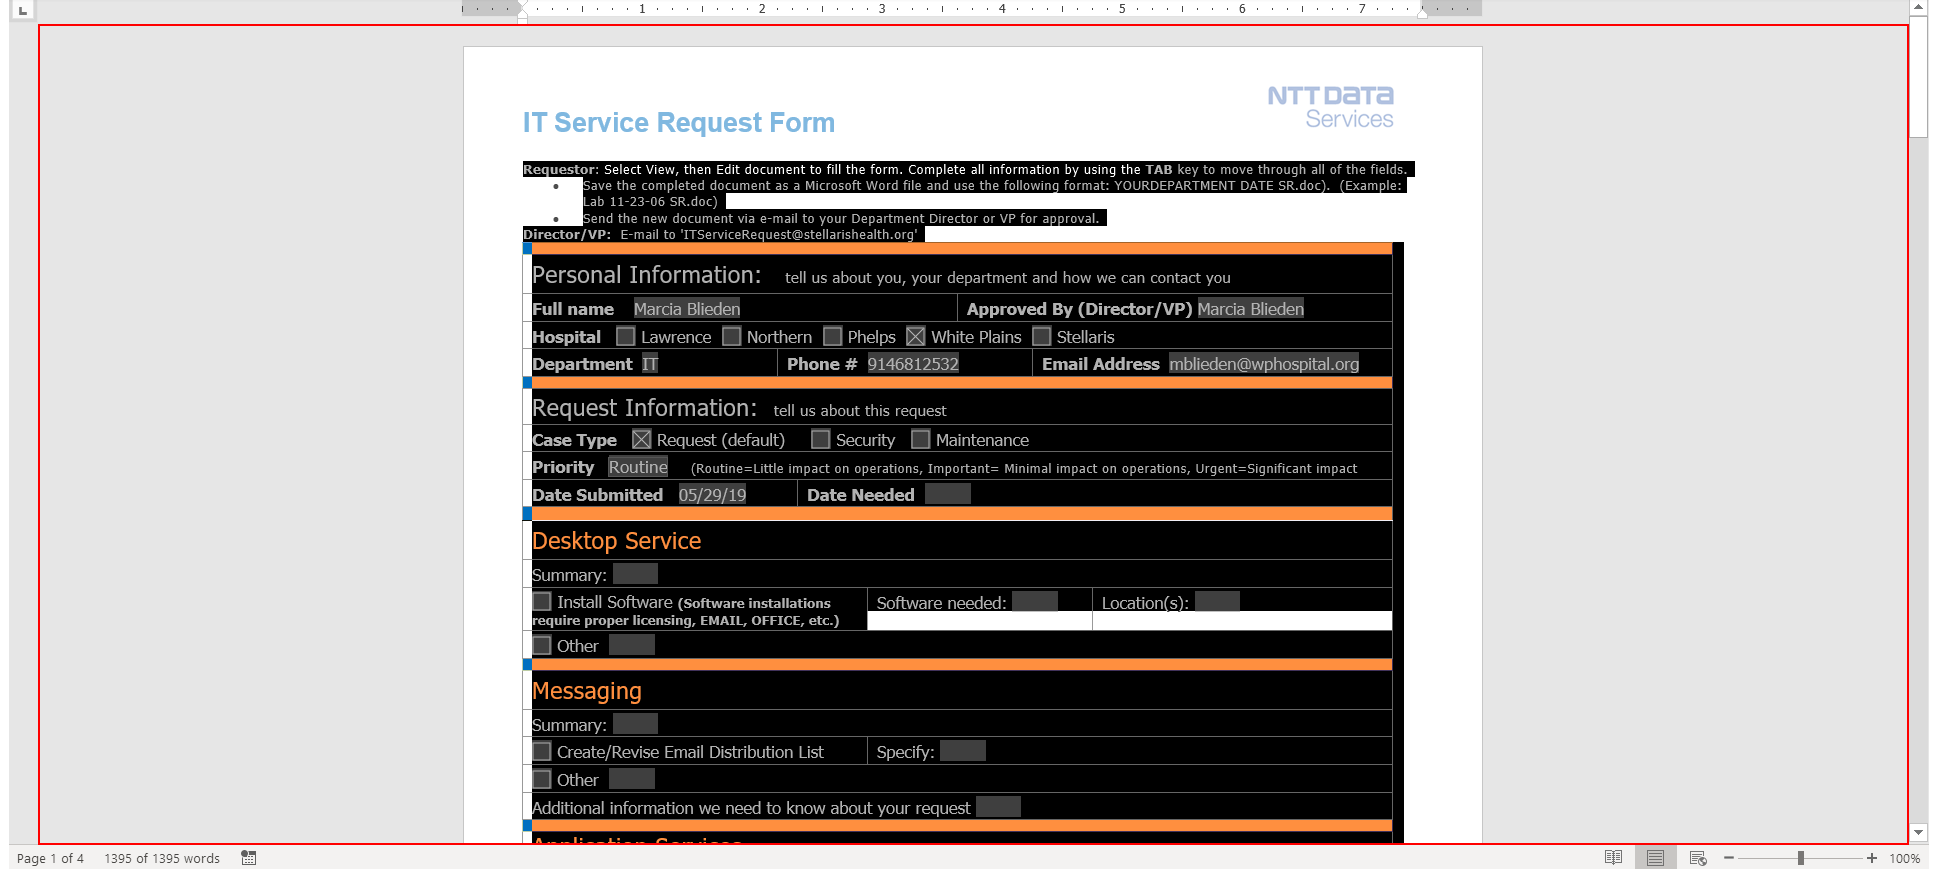 1 2 3 4 5 6 7
NTT DATA
Services
IT Service Request Form
Requestor: Select View, then Edit document to fill the form. Complete all information by using the TAB key to move through all of the fields.
• Save the completed document as a Microsoft Word file and use the following format: YOURDEPARTMENT DATE SR.doc). (Example:
Lab 11-23-06 SR.doc)
• Send the new document via e-mail to your Department Director or VP for approval.
Director/VP: E-mail to 'ITServiceRequest@stellarishealth.org'
Personal Information: tell us about you, your department and how we can contact you
Full name Marcia Blieden Approved By (Director/VP) Marcia Blieden
Hospital Lawrence Northern Phelps White Plains Stellaris
Department IT Phone # 9146812532 Email Address mblieden@wphospital.org
Request Information: tell us about this request
Case Type Request (default) Security Maintenance
Priority Routine (Routine=Little impact on operations, Important= Minimal impact on operations, Urgent=Significant impact
Date Submitted 05/29/19 Date Needed
Desktop Service
Summary:
Install Software (Software installations Software needed: Location(s):
require proper licensing, EMAIL, OFFICE, etc.)
Other
Messaging
Summary:
Create/Revise Email Distribution List Specify:
Other
Additional information we need to know about your request
Application Services
Page 1 of 4 1395 of 1395 words 100%